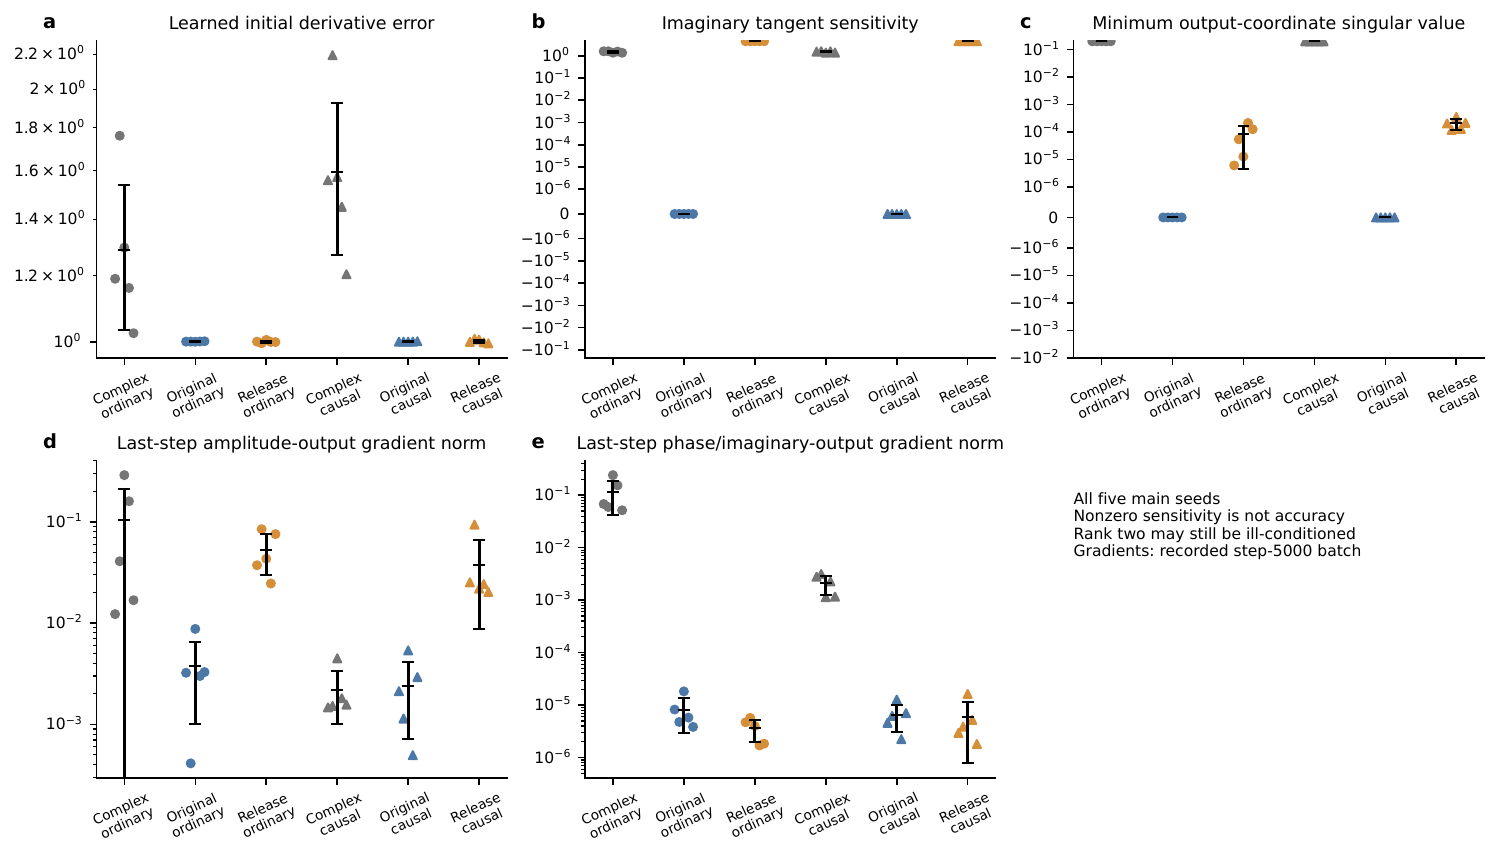 a Learned initial derivative error
2.2 × 10⁰
2 × 10⁰
1.8 × 10⁰
1.6 × 10⁰
1.4 × 10⁰
1.2 × 10⁰
10⁰
Complex
ordinary
Original
ordinary
Release
ordinary
Complex
causal
Original
causal
Release
causal
b Imaginary tangent sensitivity
10⁰
10⁻¹
10⁻²
10⁻³
10⁻⁴
10⁻⁵
10⁻⁶
0
−10⁻⁶
−10⁻⁵
−10⁻⁴
−10⁻³
−10⁻²
−10⁻¹
Complex
ordinary
Original
ordinary
Release
ordinary
Complex
causal
Original
causal
Release
causal
c Minimum output-coordinate singular value
10⁻¹
10⁻²
10⁻³
10⁻⁴
10⁻⁵
10⁻⁶
0
−10⁻⁶
−10⁻⁵
−10⁻⁴
−10⁻³
−10⁻²
Complex
ordinary
Original
ordinary
Release
ordinary
Complex
causal
Original
causal
Release
causal
d Last-step amplitude-output gradient norm
10⁻¹
10⁻²
10⁻³
Complex
ordinary
Original
ordinary
Release
ordinary
Complex
causal
Original
causal
Release
causal
e Last-step phase/imaginary-output gradient norm
10⁻¹
10⁻²
10⁻³
10⁻⁴
10⁻⁵
10⁻⁶
Complex
ordinary
Original
ordinary
Release
ordinary
Complex
causal
Original
causal
Release
causal
All five main seeds
Nonzero sensitivity is not accuracy
Rank two may still be ill-conditioned
Gradients: recorded step-5000 batch